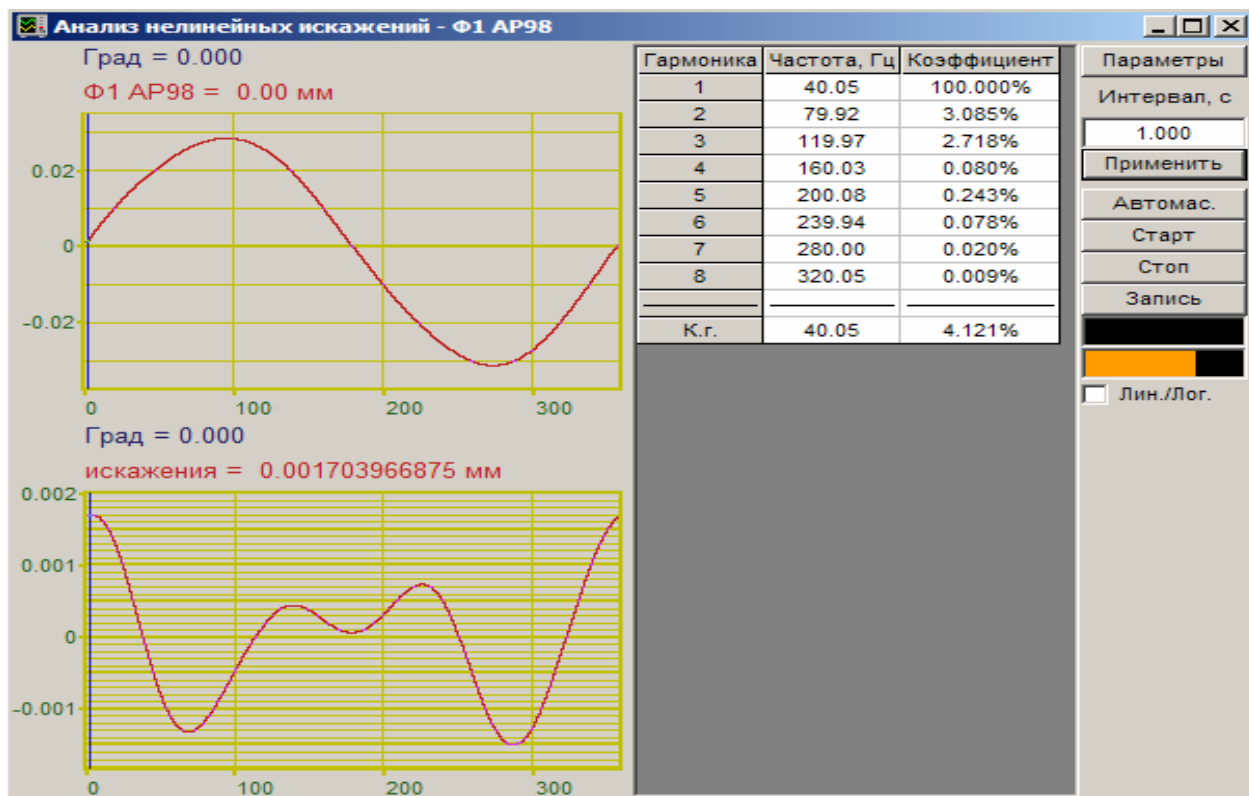 Анализ нелинейных искажений - Ф1 AP98
Град = 0.000
Ф1 AP98 = 0.00 мм
0.02
0
-0.02
0 100 200 300
Град = 0.000
искажения = 0.001703966875 мм
0.002
0.001
0
-0.001
0 100 200 300
Гармоника Частота, Гц Коэффициент
1 40.05 100.000%
2 79.92 3.085%
3 119.97 2.718%
4 160.03 0.080%
5 200.08 0.243%
6 239.94 0.078%
7 280.00 0.020%
8 320.05 0.009%
К.г. 40.05 4.121%
Параметры
Интервал, с
1.000
Применить
Автомас.
Старт
Стоп
Запись
Лин./Лог.